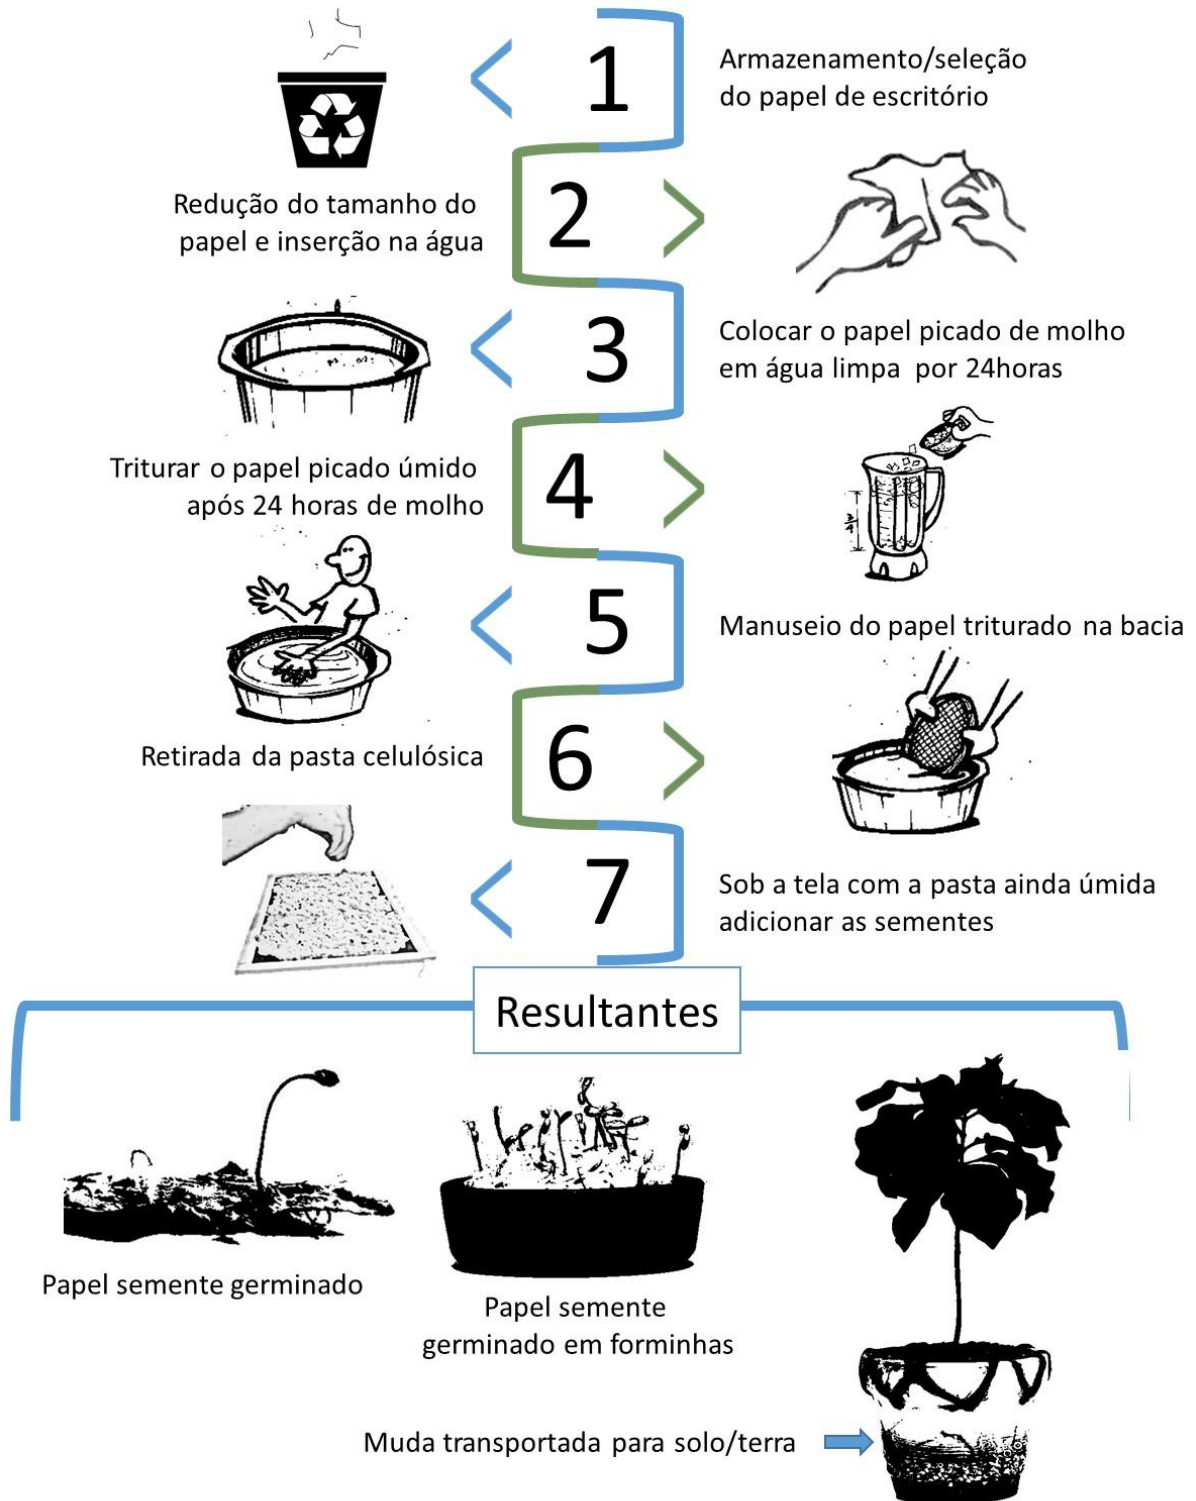 1
Armazenamento/seleção
do papel de escritório
2
Redução do tamanho do
papel e inserção na água
3
Colocar o papel picado de molho
em água limpa por 24horas
4
Triturar o papel picado úmido
após 24 horas de molho
3/4
5
Manuseio do papel triturado na bacia
6
Retirada da pasta celulósica
7
Sob a tela com a pasta ainda úmida
adicionar as sementes
Resultantes
Papel semente germinado
Papel semente
germinado em forminhas
Muda transportada para solo/terra